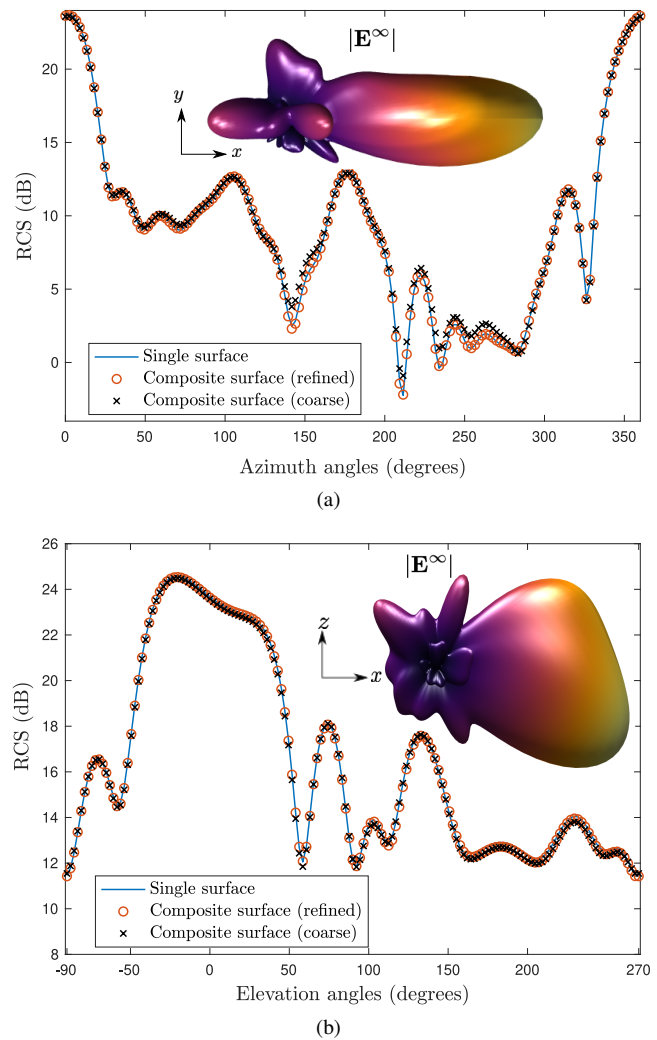 |E^∞|
20
15
10
5
0
RCS (dB)
y
x
Single surface
Composite surface (refined)
Composite surface (coarse)
0 50 100 150 200 250 300 350
Azimuth angles (degrees)
(a)
|E^∞|
26
24
22
20
18
16
14
12
10
8
RCS (dB)
z
x
Single surface
Composite surface (refined)
Composite surface (coarse)
-90 -50 0 50 100 150 200 270
Elevation angles (degrees)
(b)